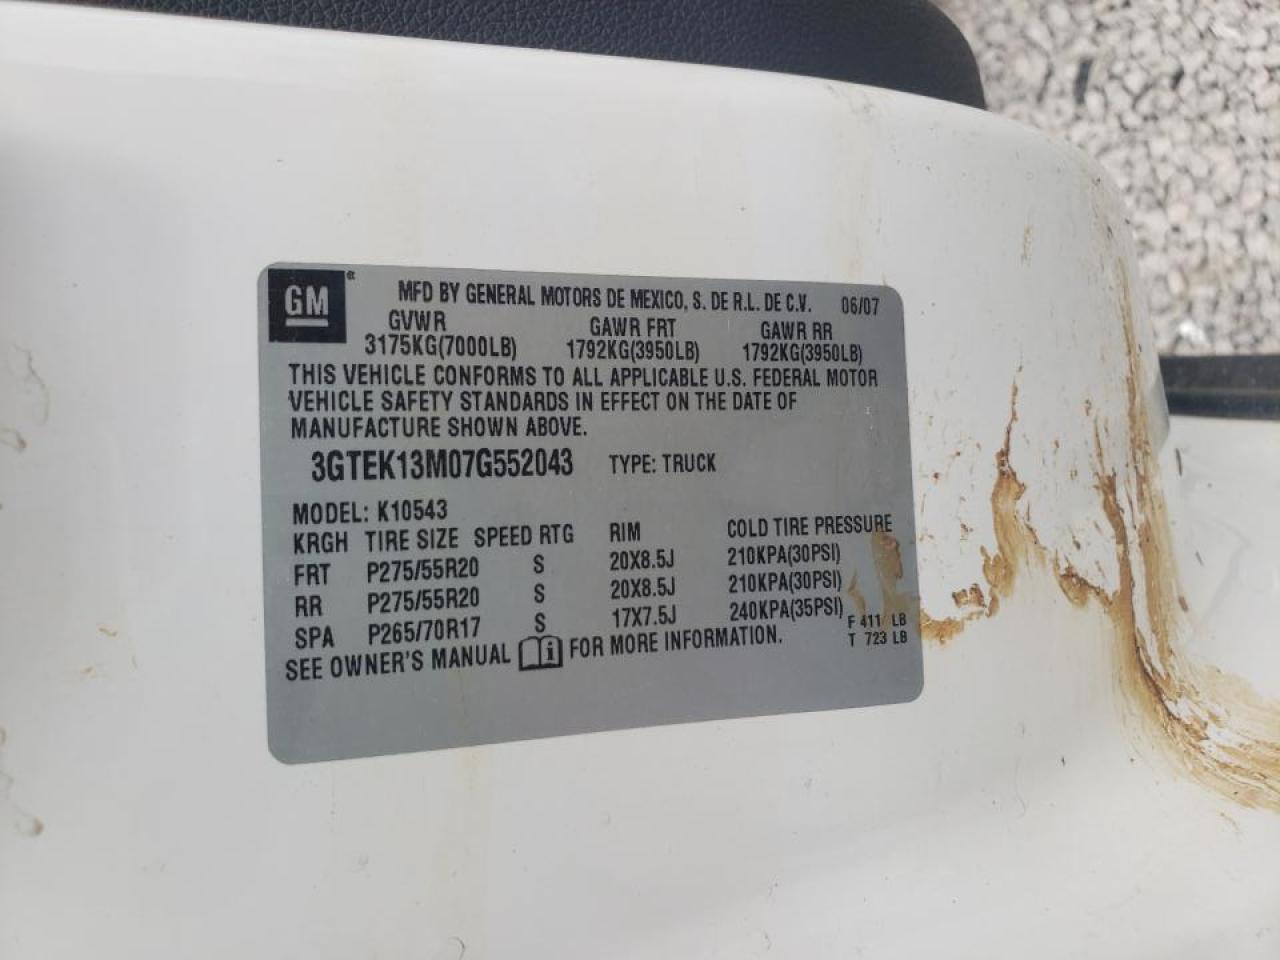 GM ® MFD BY GENERAL MOTORS DE MEXICO, S. DE R.L. DE C.V. 06/07
GVWR GAWR FRT GAWR RR
3175KG(7000LB) 1792KG(3950LB) 1792KG(3950LB)
THIS VEHICLE CONFORMS TO ALL APPLICABLE U.S. FEDERAL MOTOR
VEHICLE SAFETY STANDARDS IN EFFECT ON THE DATE OF
MANUFACTURE SHOWN ABOVE.
3GTEK13M07G552043 TYPE: TRUCK
MODEL: K10543
KRGH TIRE SIZE SPEED RTG RIM COLD TIRE PRESSURE
FRT P275/55R20 S 20X8.5J 210KPA(30PSI)
RR P275/55R20 S 20X8.5J 210KPA(30PSI)
SPA P265/70R17 S 17X7.5J 240KPA(35PSI)
F 411 LB
T 723 LB
SEE OWNER'S MANUAL i FOR MORE INFORMATION.